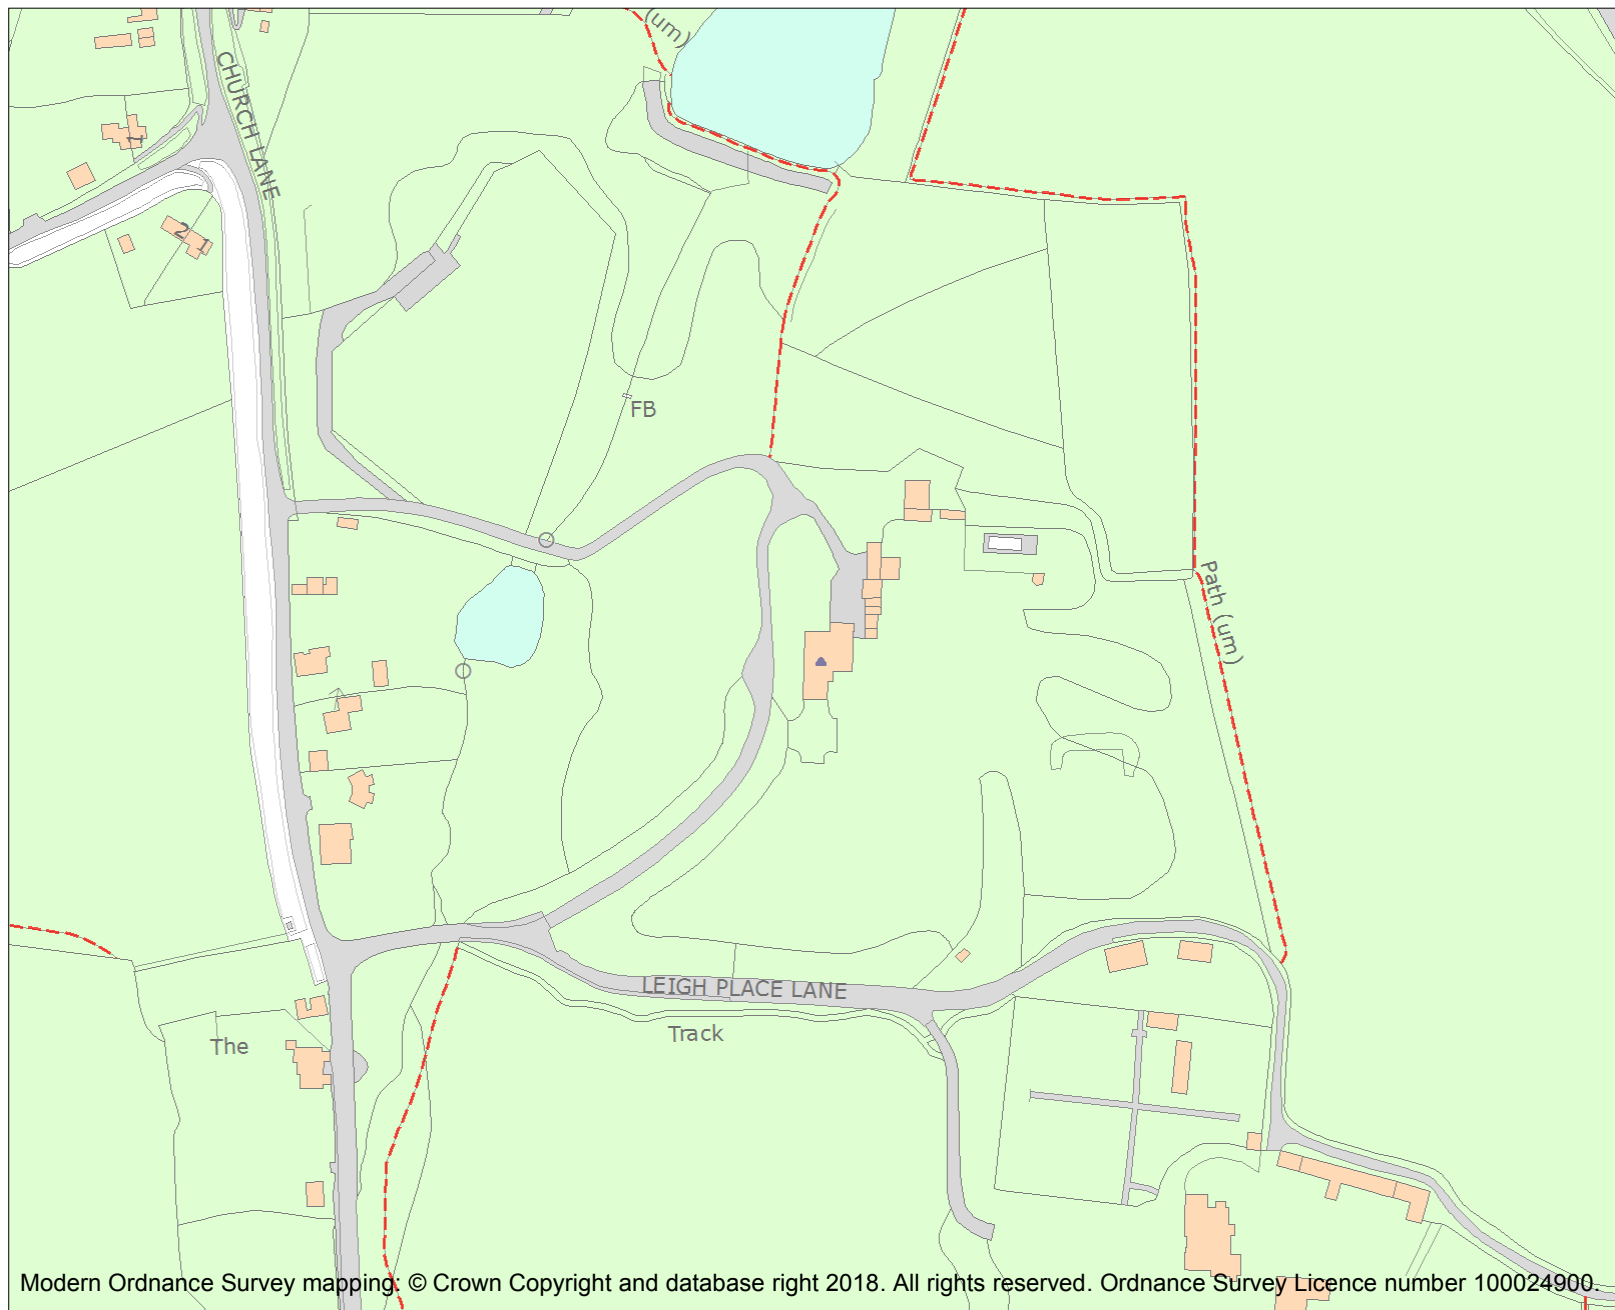 (um)
CHURCH LANE
1
2
1
FB
Path (um)
LEIGH PLACE LANE
Track
The
Modern Ordnance Survey mapping: © Crown Copyright and database right 2018. All rights reserved. Ordnance Survey Licence number 100024900.